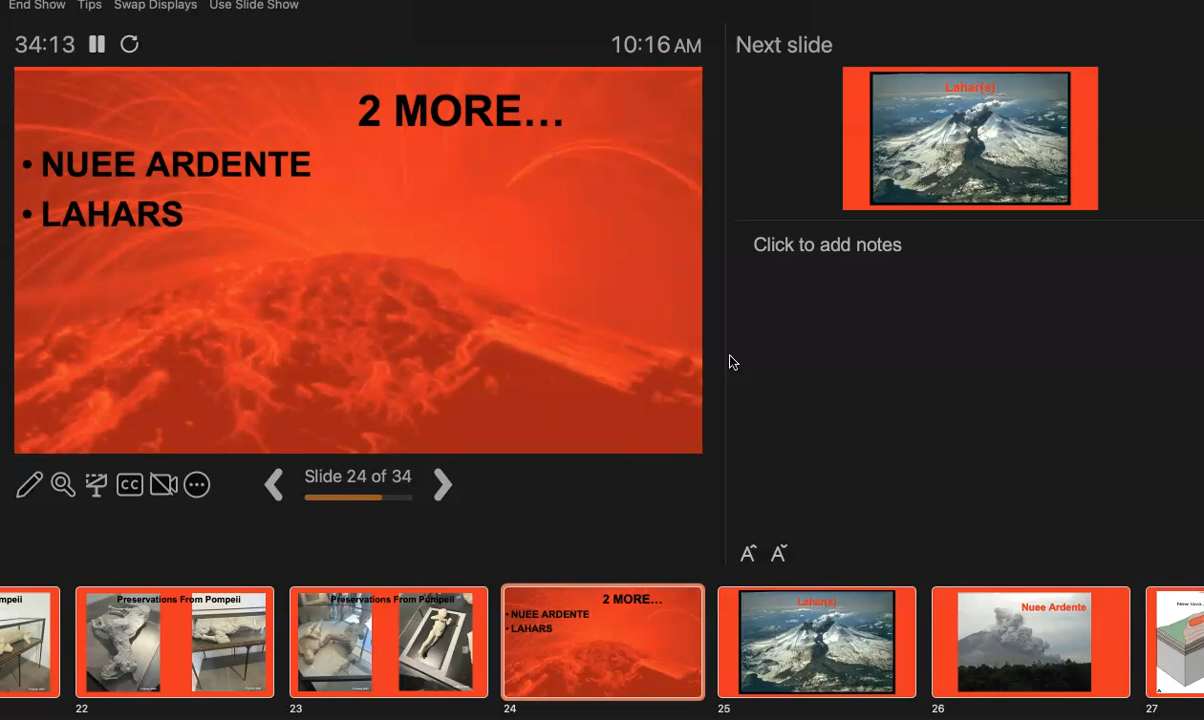 End Show Tips Swap Displays Use Slide Show
34:13
10:16 AM
Next slide
2 MORE...
• NUEE ARDENTE
• LAHARS
Lahar(s)
Click to add notes
CC
Slide 24 of 34
A A
mpeii
Preservations From Pompeii
Preservations From Pompeii
2 MORE...
• NUEE ARDENTE
• LAHARS
Lahar(s)
Nuee Ardente
22
23
24
25
26
27